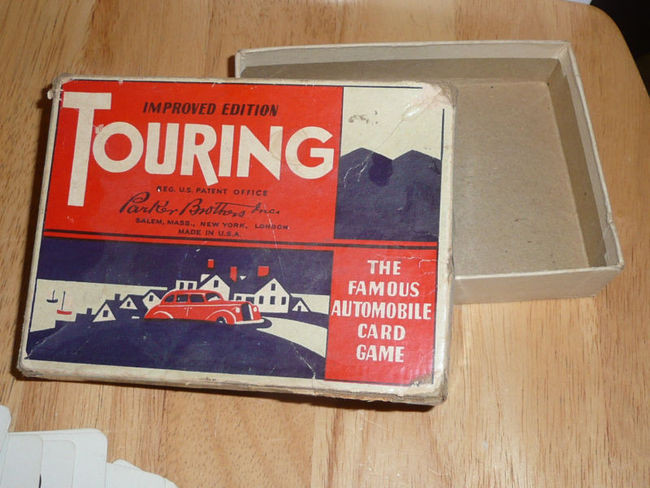 IMPROVED EDITION
TOURING
REG. U.S. PATENT OFFICE
Parker Brothers Inc.
SALEM, MASS., NEW YORK, LONDON
MADE IN U.S.A.
THE
FAMOUS
AUTOMOBILE
CARD
GAME